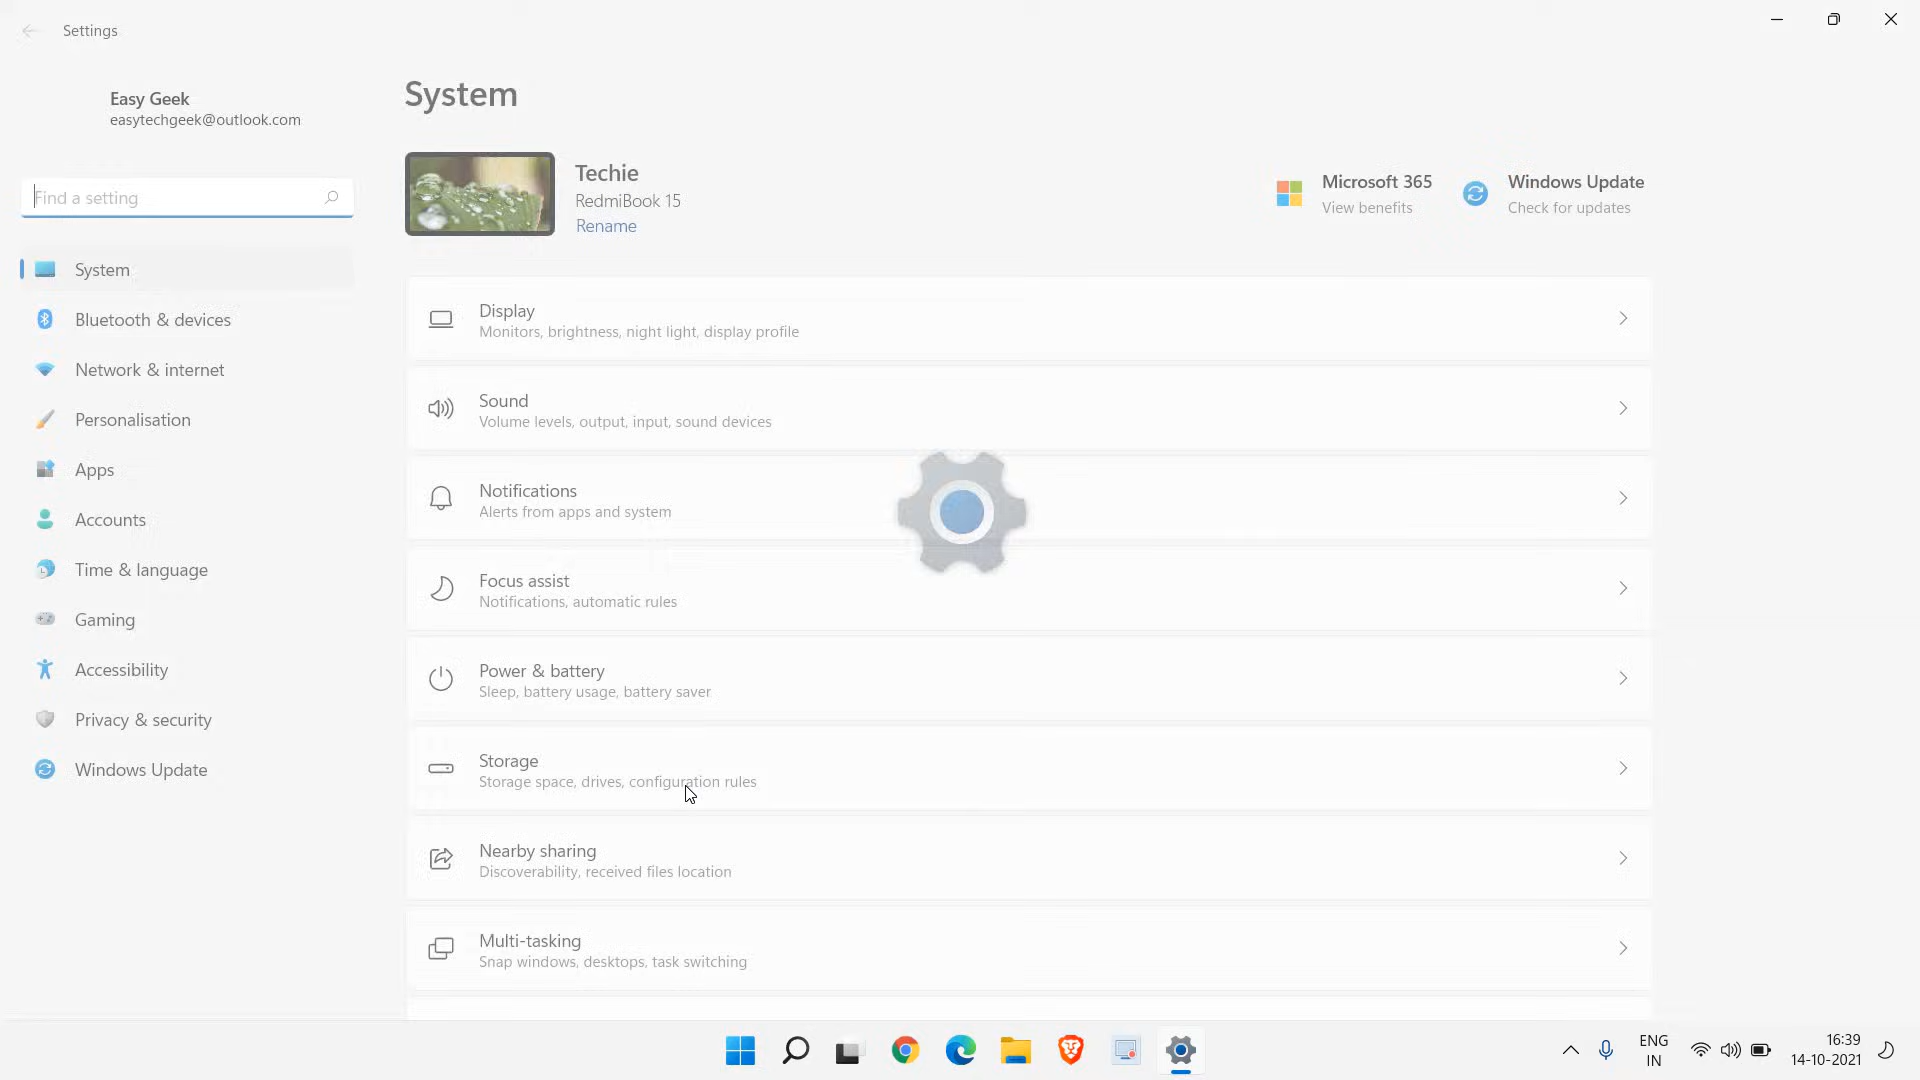 Settings
Easy Geek
easytechgeek@outlook.com
Find a setting
System
Bluetooth & devices
Network & internet
Personalisation
Apps
Accounts
Time & language
Gaming
Accessibility
Privacy & security
Windows Update
System
Techie
RedmiBook 15
Rename
Microsoft 365
View benefits
Windows Update
Check for updates
Display
Monitors, brightness, night light, display profile
Sound
Volume levels, output, input, sound devices
Notifications
Alerts from apps and system
Focus assist
Notifications, automatic rules
Power & battery
Sleep, battery usage, battery saver
Storage
Storage space, drives, configuration rules
Nearby sharing
Discoverability, received files location
Multi-tasking
Snap windows, desktops, task switching
ENG
IN
16:39
14-10-2021